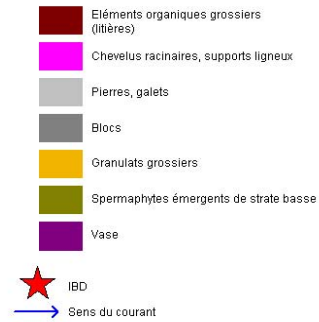 Eléments organiques grossiers
(litières)
Chevelus racinaires, supports ligneux
Pierres, galets
Blocs
Granulats grossiers
Spermaphytes émergents de strate basse
Vase
IBD
Sens du courant